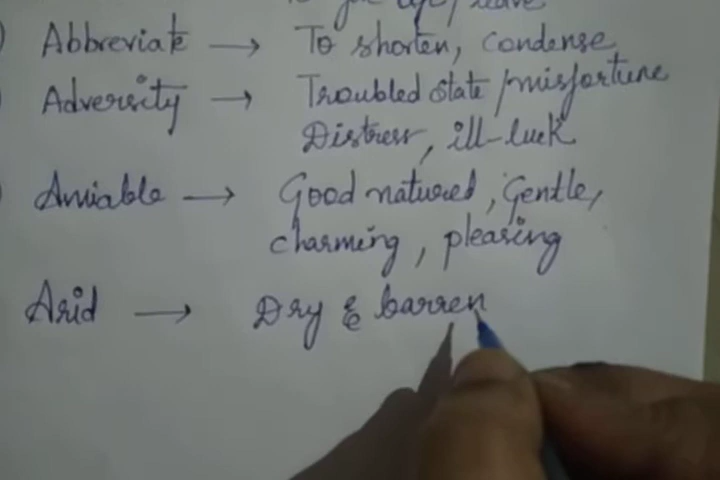 Abbreviate → To shorten, condense
Adversity → Troubled state / misfortune
Distress, ill-luck
Amiable → Good natured, Gentle,
charming, pleasing
Arid → Dry & barren